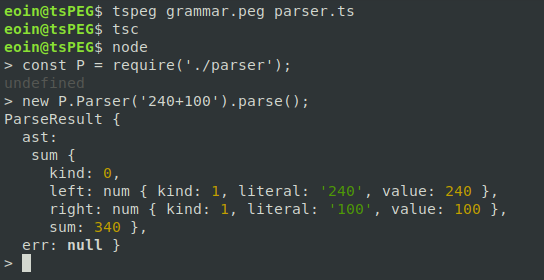 eoin@tsPEG$ tspeg grammar.peg parser.ts
eoin@tsPEG$ tsc
eoin@tsPEG$ node
> const P = require('./parser');
undefined
> new P.Parser('240+100').parse();
ParseResult {
  ast:
   sum {
     kind: 0,
     left: num { kind: 1, literal: '240', value: 240 },
     right: num { kind: 1, literal: '100', value: 100 },
     sum: 340 },
  err: null }
>